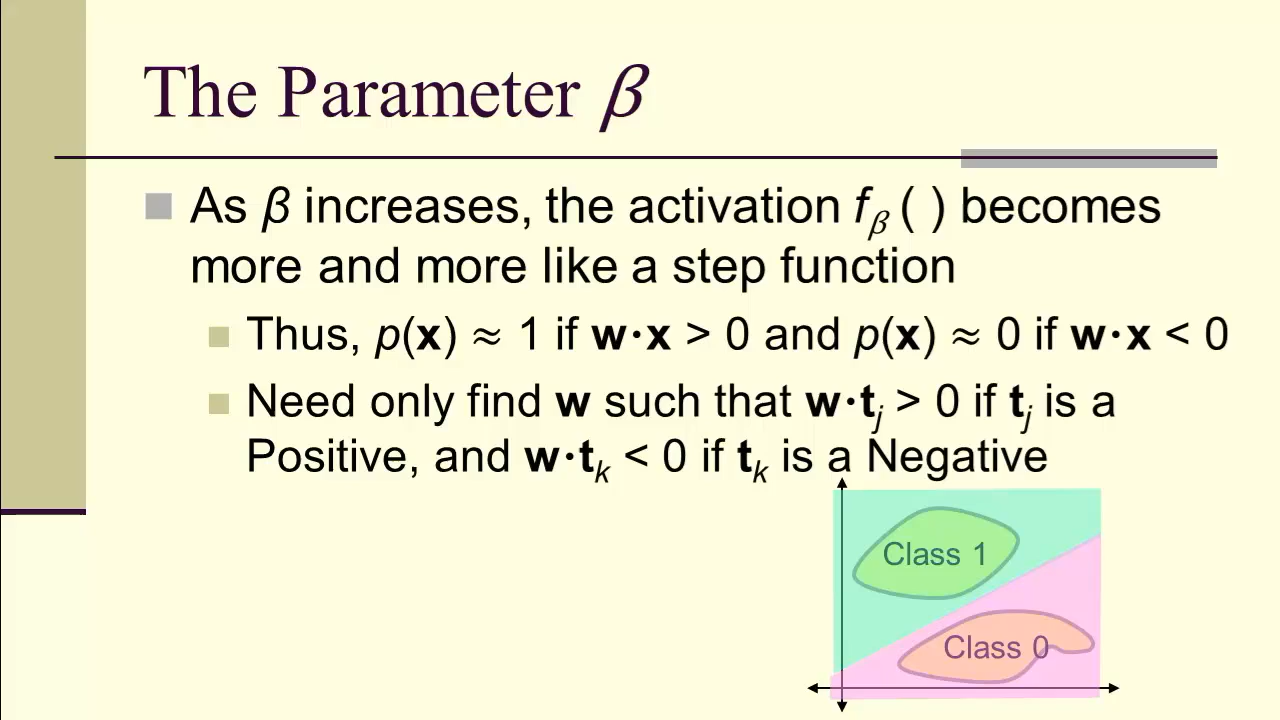 The Parameter β
As β increases, the activation fβ ( ) becomes
more and more like a step function
Thus, p(x) ≈ 1 if w·x > 0 and p(x) ≈ 0 if w·x < 0
Need only find w such that w·tj > 0 if tj is a
Positive, and w·tk < 0 if tk is a Negative
Class 1
Class 0